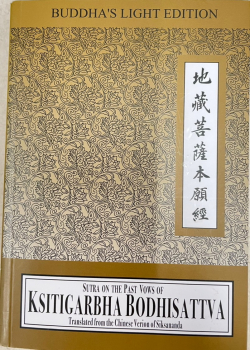 BUDDHA'S LIGHT EDITION
地藏菩薩本願經
SUTRA ON THE PAST VOWS OF
KSITIGARBHA BODHISATTVA
Translated from the Chinese Verion of Siksananda